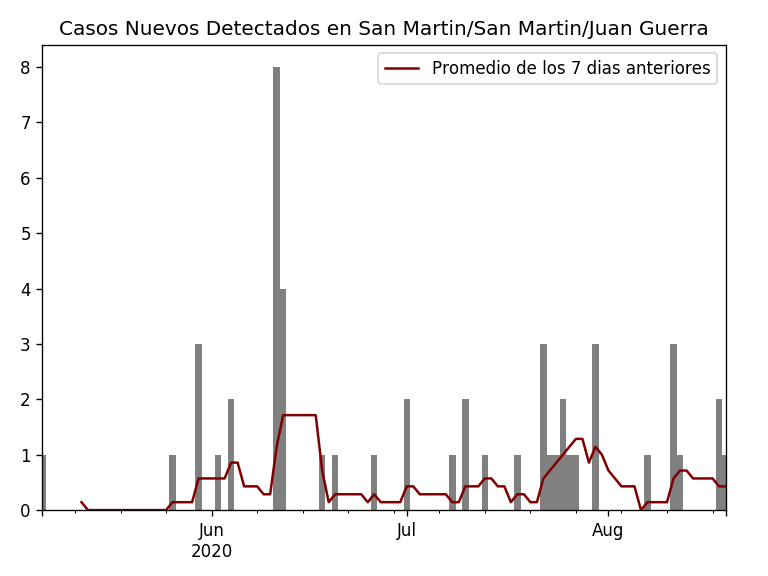 Casos Nuevos Detectados en San Martin/San Martin/Juan Guerra
Promedio de los 7 dias anteriores
8
7
6
5
4
3
2
1
0
Jun
2020
Jul
Aug